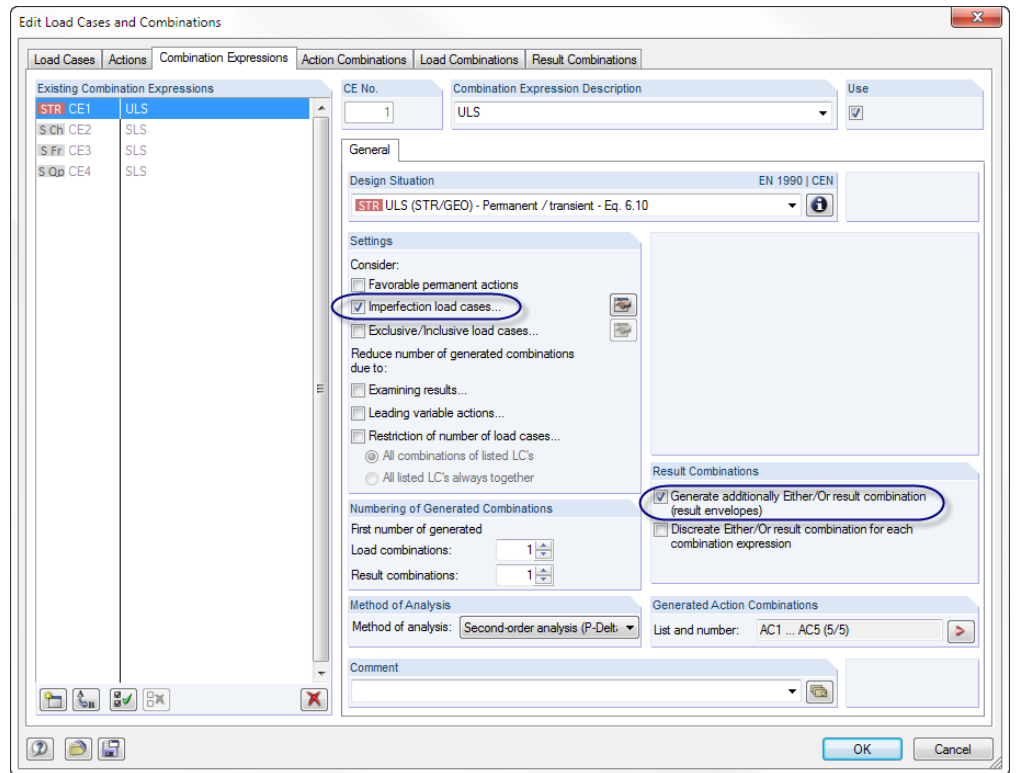 Edit Load Cases and Combinations
Load Cases Actions Combination Expressions Action Combinations Load Combinations Result Combinations
Existing Combination Expressions
STR CE1 ULS
S Ch CE2 SLS
S Fr CE3 SLS
S Qp CE4 SLS
CE No.
1
Combination Expression Description
ULS
Use
General
Design Situation EN 1990 | CEN
STR ULS (STR/GEO) - Permanent / transient - Eq. 6.10
Settings
Consider:
Favorable permanent actions
Imperfection load cases...
Exclusive/Inclusive load cases...
Reduce number of generated combinations
due to:
Examining results...
Leading variable actions...
Restriction of number of load cases...
All combinations of listed LC's
All listed LC's always together
Numbering of Generated Combinations
First number of generated
Load combinations: 1
Result combinations: 1
Result Combinations
Generate additionally Either/Or result combination
(result envelopes)
Discreate Either/Or result combination for each
combination expression
Method of Analysis
Method of analysis: Second-order analysis (P-Delt
Generated Action Combinations
List and number: AC1 ... AC5 (5/5)
Comment
OK Cancel